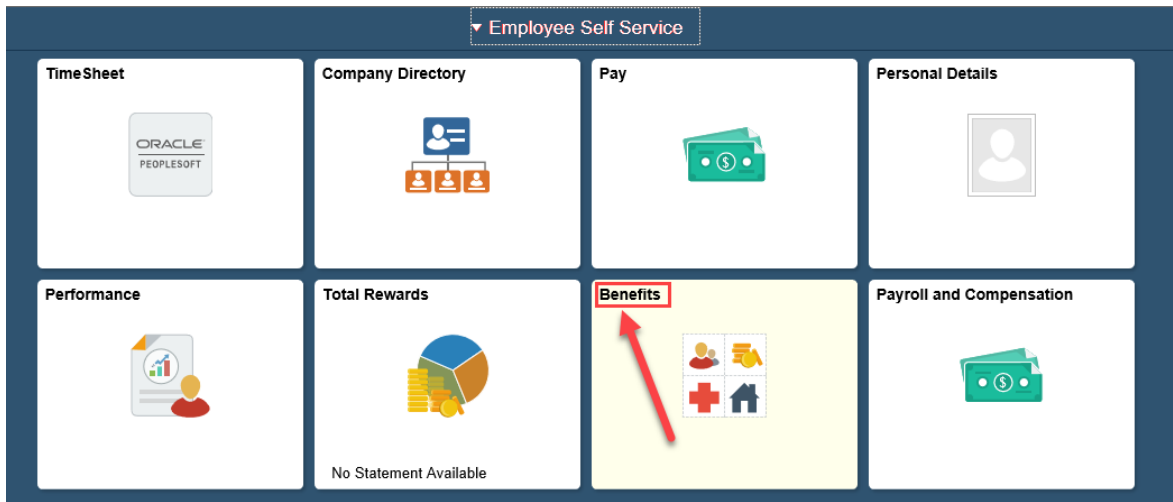 Employee Self Service
TimeSheet
Company Directory
Pay
Personal Details
ORACLE
PEOPLESOFT
$
Performance
Total Rewards
Benefits
Payroll and Compensation
$
No Statement Available